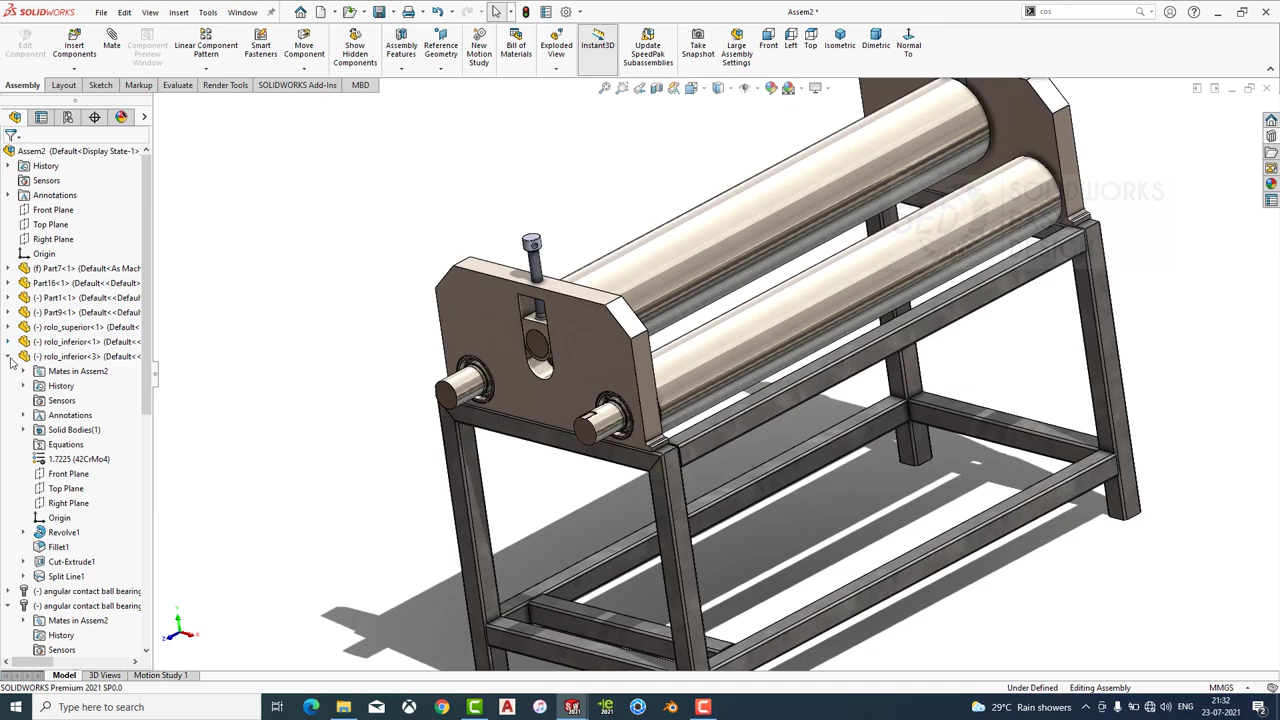 SOLIDWORKS File Edit View Insert Tools Window Assem2 * cos
Edit Component
Insert Components
Mate
Component Preview Window
Linear Component Pattern
Smart Fasteners
Move Component
Show Hidden Components
Assembly Features
Reference Geometry
New Motion Study
Bill of Materials
Exploded View
Instant3D
Update SpeedPak Subassemblies
Take Snapshot
Large Assembly Settings
Front
Left
Top
Isometric
Dimetric
Normal To
Assembly Layout Sketch Markup Evaluate Render Tools SOLIDWORKS Add-Ins MBD
Assem2 (Default<Display State-1>
History
Sensors
Annotations
Front Plane
Top Plane
Right Plane
Origin
(f) Part7<1> (Default<As Mach
Part16<1> (Default<<Default
(-) Part1<1> (Default<<Defau
(-) Part9<1> (Default<<Defau
(-) rolo_superior<1> (Default<
(-) rolo_inferior<1> (Default<<
(-) rolo_inferior<3> (Default<<
Mates in Assem2
History
Sensors
Annotations
Solid Bodies(1)
Equations
1.7225 (42CrMo4)
Front Plane
Top Plane
Right Plane
Origin
Revolve1
Fillet1
Cut-Extrude1
Split Line1
(-) angular contact ball bearing
(-) angular contact ball bearing
Mates in Assem2
History
Sensors
SOLIDWORKS
Y
Z
X
Model 3D Views Motion Study 1
SOLIDWORKS Premium 2021 SP0.0 Under Defined Editing Assembly MMGS
Type here to search
29°C Rain showers ENG 21:32
23-07-2021